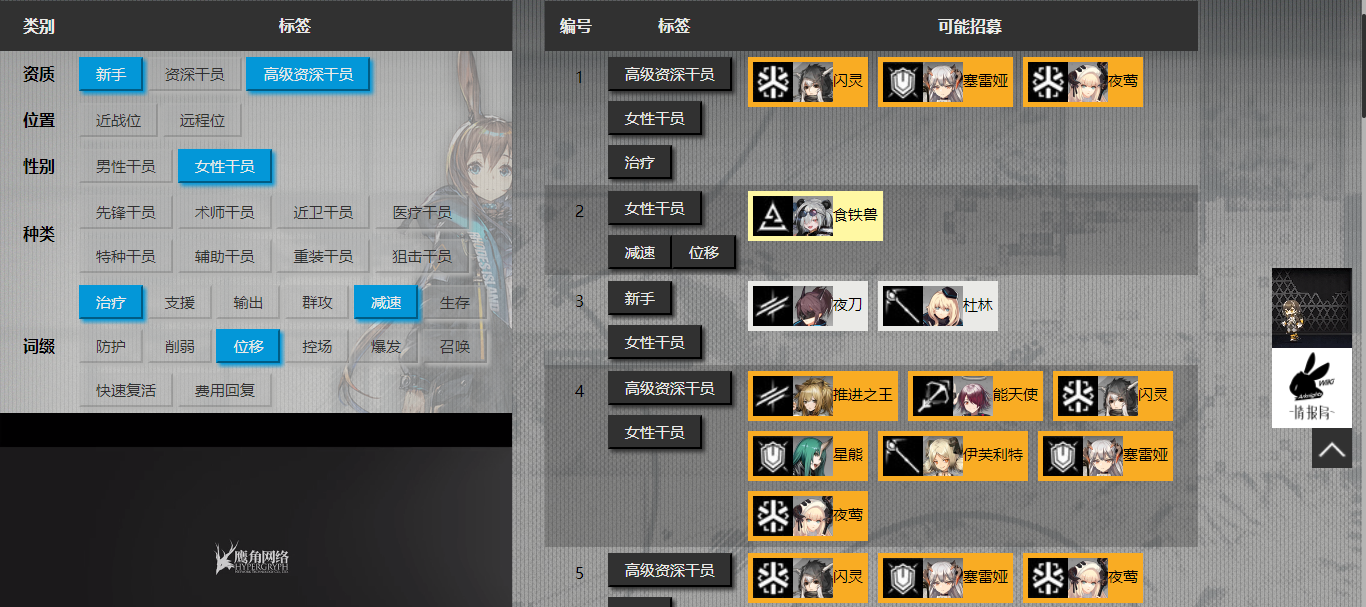 类别 标签
资质 新手 资深干员 高级资深干员
位置 近战位 远程位
性别 男性干员 女性干员
种类 先锋干员 术师干员 近卫干员 医疗干员
特种干员 辅助干员 重装干员 狙击干员
词缀 治疗 支援 输出 群攻 减速 生存
防护 削弱 位移 控场 爆发 召唤
快速复活 费用回复
RHODES ISLAND
鹰角网络
HYPERGRYPH
编号 标签 可能招募
1 高级资深干员 闪灵 塞雷娅 夜莺
女性干员
治疗
2 女性干员 食铁兽
减速 位移
3 新手 夜刀 杜林
女性干员
4 高级资深干员 推进之王 能天使 闪灵
女性干员 星熊 伊芙利特 塞雷娅
夜莺
5 高级资深干员 闪灵 塞雷娅 夜莺
WIKI
Arknights
-情报局-